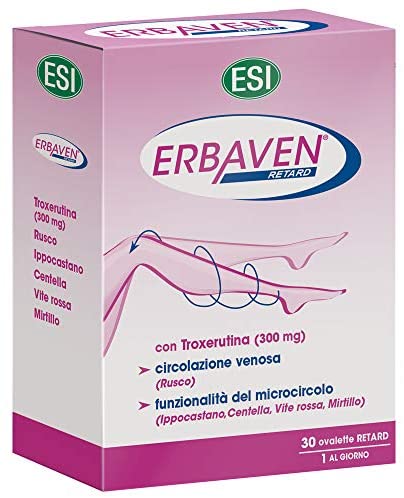 ESI
ERBAVEN
RETARD
Troxerutina
(300 mg)
Rusco
Ippocastano
Centella
Vite rossa
Mirtillo
ESI
ERBAVEN®
RETARD
con Troxerutina (300 mg)
circolazione venosa
(Rusco)
funzionalità del microcircolo
(Ippocastano, Centella, Vite rossa, Mirtillo)
30 ovalette RETARD
1 AL GIORNO